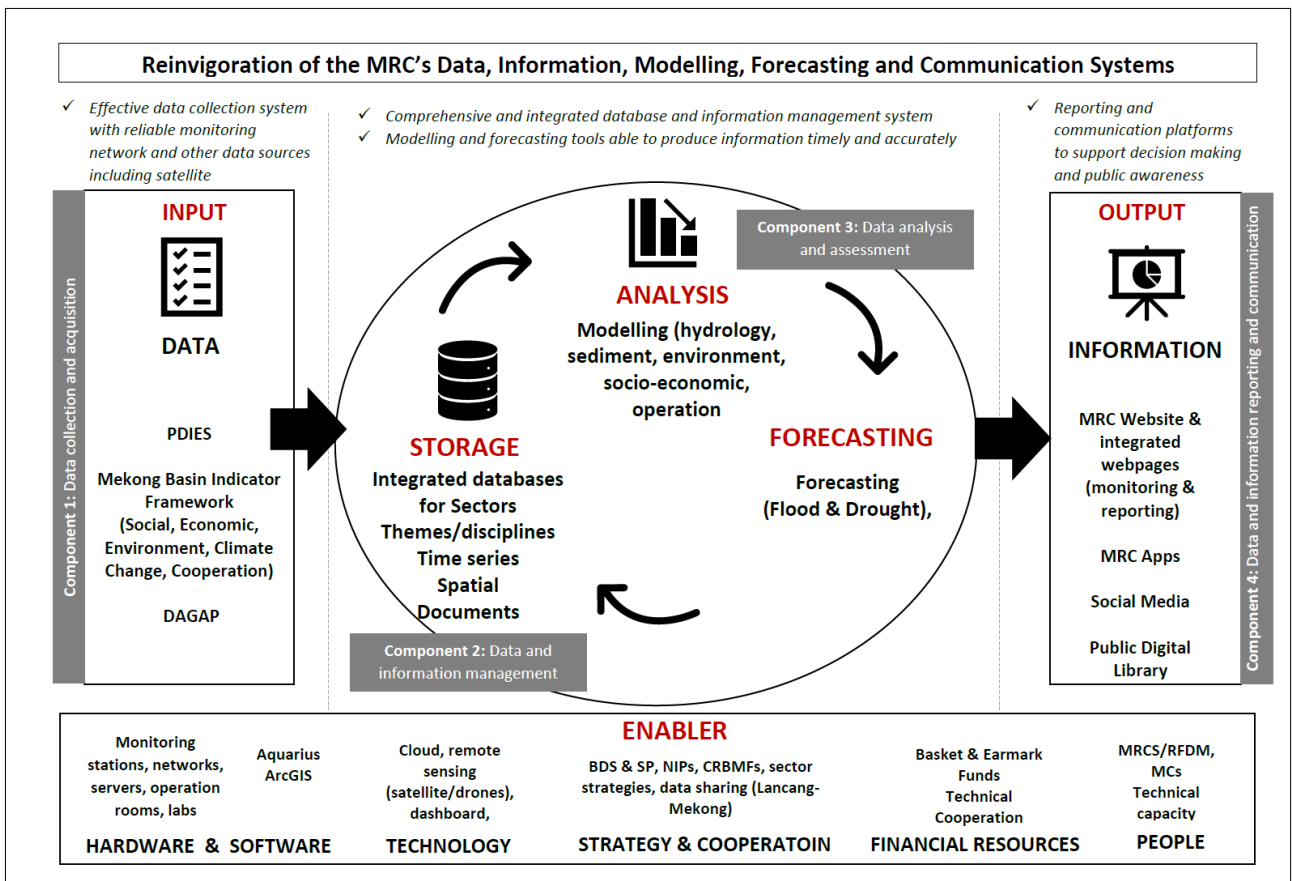 Reinvigoration of the MRC's Data, Information, Modelling, Forecasting and Communication Systems
✓ Effective data collection system
with reliable monitoring
network and other data sources
including satellite
✓ Comprehensive and integrated database and information management system
✓ Modelling and forecasting tools able to produce information timely and accurately
✓ Reporting and
communication platforms
to support decision making
and public awareness
Component 1: Data collection and acquisition
INPUT
DATA
PDIES
Mekong Basin Indicator
Framework
(Social, Economic,
Environment, Climate
Change, Cooperation)
DAGAP
STORAGE
Integrated databases
for Sectors
Themes/disciplines
Time series
Spatial
Documents
Component 2: Data and
information management
ANALYSIS
Modelling (hydrology,
sediment, environment,
socio-economic,
operation
Component 3: Data analysis
and assessment
FORECASTING
Forecasting
(Flood & Drought),
OUTPUT
INFORMATION
MRC Website &
integrated
webpages
(monitoring &
reporting)
MRC Apps
Social Media
Public Digital
Library
Component 4: Data and information reporting and communication
ENABLER
Monitoring
stations, networks,
servers, operation
rooms, labs
Aquarius
ArcGIS
HARDWARE & SOFTWARE
Cloud, remote
sensing
(satellite/drones),
dashboard,
TECHNOLOGY
BDS & SP, NIPs, CRBMFs, sector
strategies, data sharing (Lancang-
Mekong)
STRATEGY & COOPERATOIN
Basket & Earmark
Funds
Technical
Cooperation
FINANCIAL RESOURCES
MRCS/RFDM,
MCs
Technical
capacity
PEOPLE